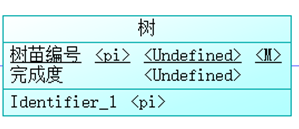 树
树苗编号 <pi> <Undefined> <M>
完成度 <Undefined>
Identifier_1 <pi>